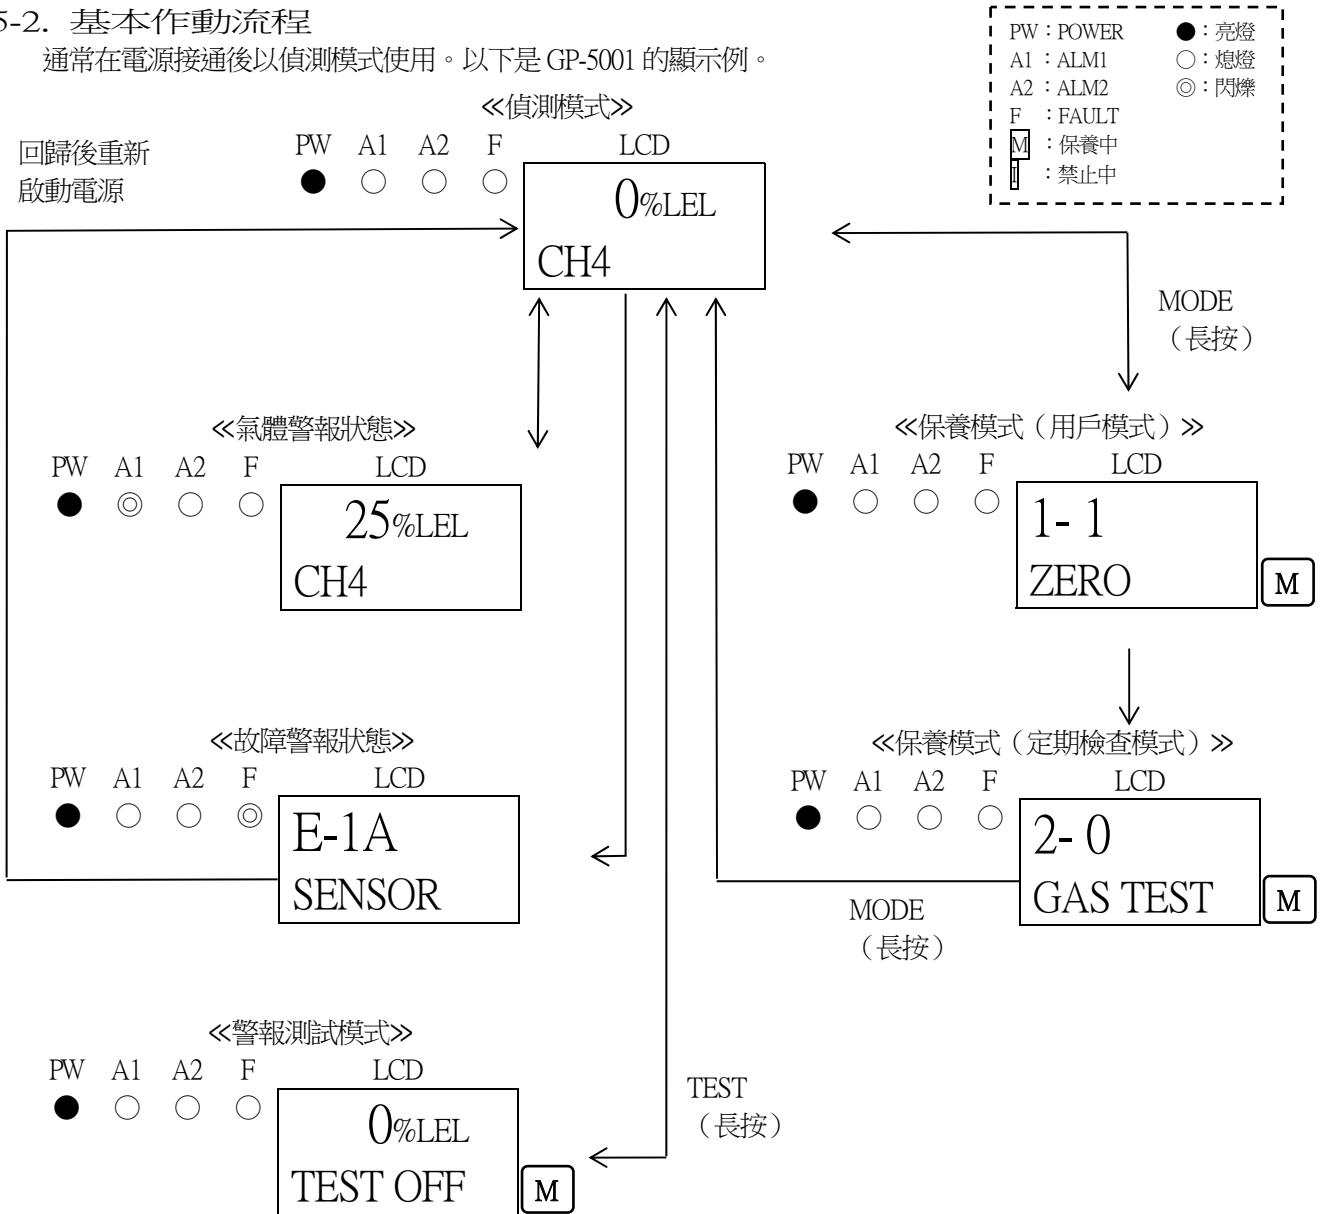 5-2. 基本作動流程
通常在電源接通後以偵測模式使用。以下是 GP-5001 的顯示例。
PW：POWER ●：亮燈
A1：ALM1 ○：熄燈
A2：ALM2 ◎：閃爍
F ：FAULT
M ：保養中
I ：禁止中
≪偵測模式≫
回歸後重新
啟動電源
PW A1 A2 F LCD
● ○ ○ ○
0%LEL
CH4
MODE
（長按）
≪氣體警報狀態≫
PW A1 A2 F LCD
● ◎ ○ ○
25%LEL
CH4
≪保養模式（用戶模式）≫
PW A1 A2 F LCD
● ○ ○ ○
1- 1
ZERO
M
≪故障警報狀態≫
PW A1 A2 F LCD
● ○ ○ ◎
E-1A
SENSOR
≪保養模式（定期檢查模式）≫
PW A1 A2 F LCD
● ○ ○ ○
2- 0
GAS TEST
M
MODE
（長按）
≪警報測試模式≫
PW A1 A2 F LCD
● ○ ○ ○
0%LEL
TEST OFF
M
TEST
（長按）